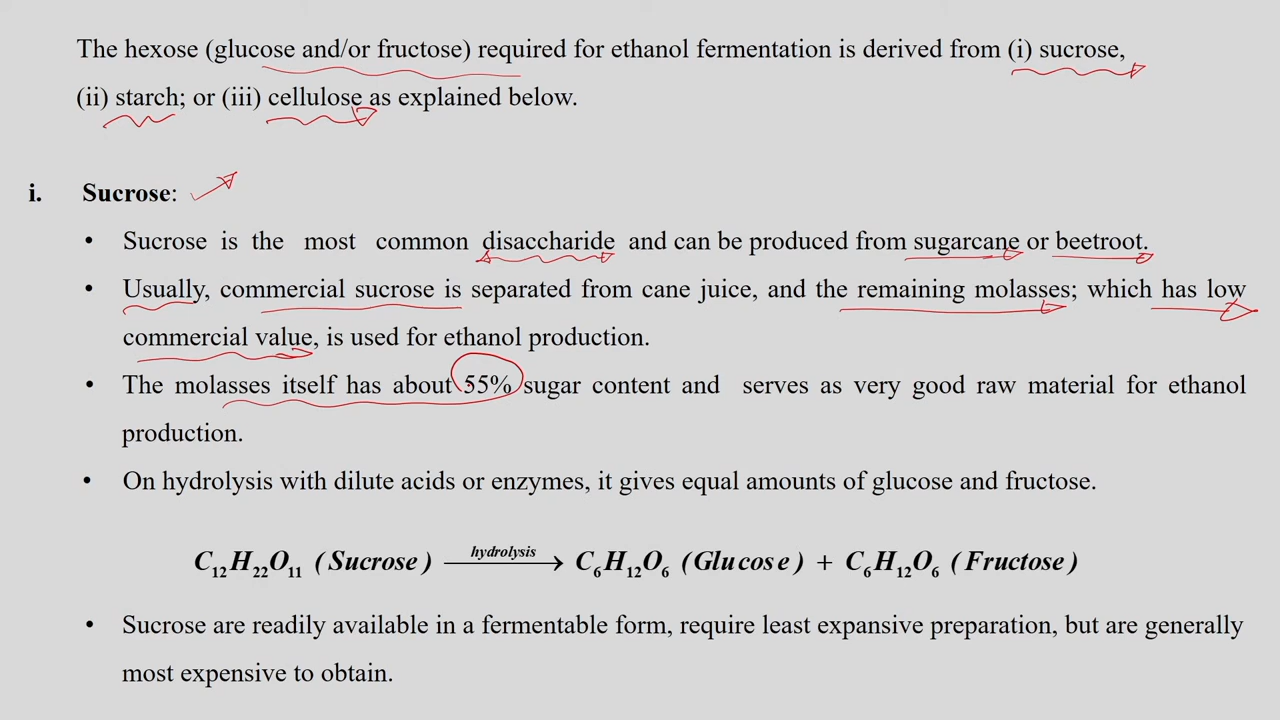 The hexose (glucose and/or fructose) required for ethanol fermentation is derived from (i) sucrose,
(ii) starch; or (iii) cellulose as explained below.
i. Sucrose:
• Sucrose is the most common disaccharide and can be produced from sugarcane or beetroot.
• Usually, commercial sucrose is separated from cane juice, and the remaining molasses; which has low
commercial value, is used for ethanol production.
• The molasses itself has about 55% sugar content and serves as very good raw material for ethanol
production.
• On hydrolysis with dilute acids or enzymes, it gives equal amounts of glucose and fructose.
C₁₂H₂₂O₁₁ (Sucrose) —hydrolysis→ C₆H₁₂O₆ (Glucose) + C₆H₁₂O₆ (Fructose)
• Sucrose are readily available in a fermentable form, require least expansive preparation, but are generally
most expensive to obtain.